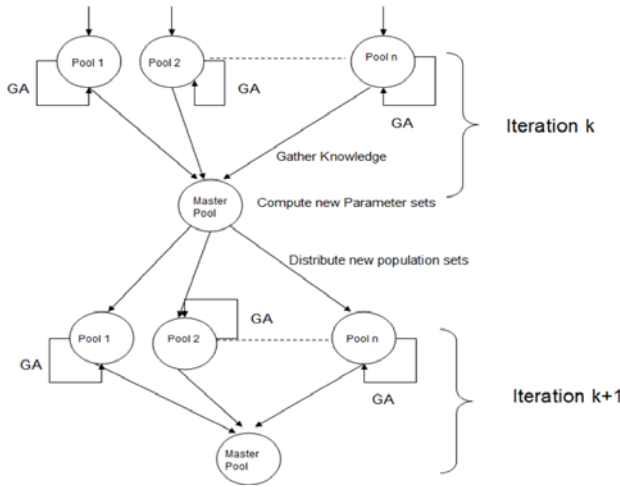 Pool 1
Pool 2
Pool n
GA
GA
GA
Iteration k
Gather Knowledge
Master
Pool
Compute new Parameter sets
Distribute new population sets
GA
Pool 1
Pool 2
Pool n
GA
GA
Iteration k+1
Master
Pool